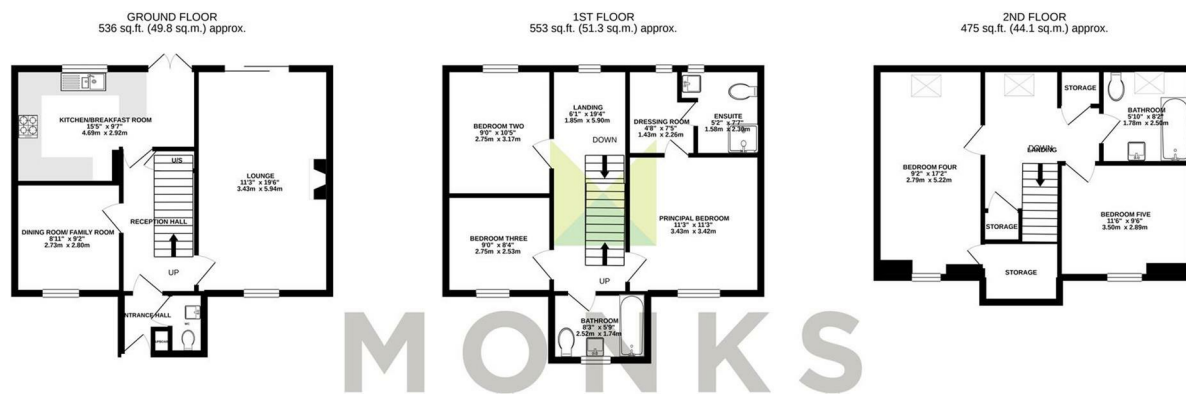 GROUND FLOOR
536 sq.ft. (49.8 sq.m.) approx.
KITCHEN/BREAKFAST ROOM
15'5" x 9'7"
4.69m x 2.92m
U/S
LOUNGE
11'3" x 19'6"
3.43m x 5.94m
RECEPTION HALL
DINING ROOM/ FAMILY ROOM
8'11" x 9'2"
2.73m x 2.80m
UP
ENTRANCE HALL
WC
1ST FLOOR
553 sq.ft. (51.3 sq.m.) approx.
BEDROOM TWO
9'0" x 10'5"
2.75m x 3.17m
LANDING
6'1" x 19'4"
1.85m x 5.90m
DOWN
DRESSING ROOM
4'8" x 7'5"
1.43m x 2.26m
ENSUITE
5'2" x 7'7"
1.58m x 2.30m
PRINCIPAL BEDROOM
11'3" x 11'3"
3.43m x 3.42m
BEDROOM THREE
9'0" x 8'4"
2.75m x 2.53m
UP
BATHROOM
8'3" x 5'9"
2.52m x 1.74m
2ND FLOOR
475 sq.ft. (44.1 sq.m.) approx.
STORAGE
BATHROOM
5'10" x 8'2"
1.78m x 2.50m
DOWN
LANDING
BEDROOM FOUR
9'2" x 17'2"
2.79m x 5.22m
BEDROOM FIVE
11'6" x 9'6"
3.50m x 2.89m
STORAGE
STORAGE
MONKS